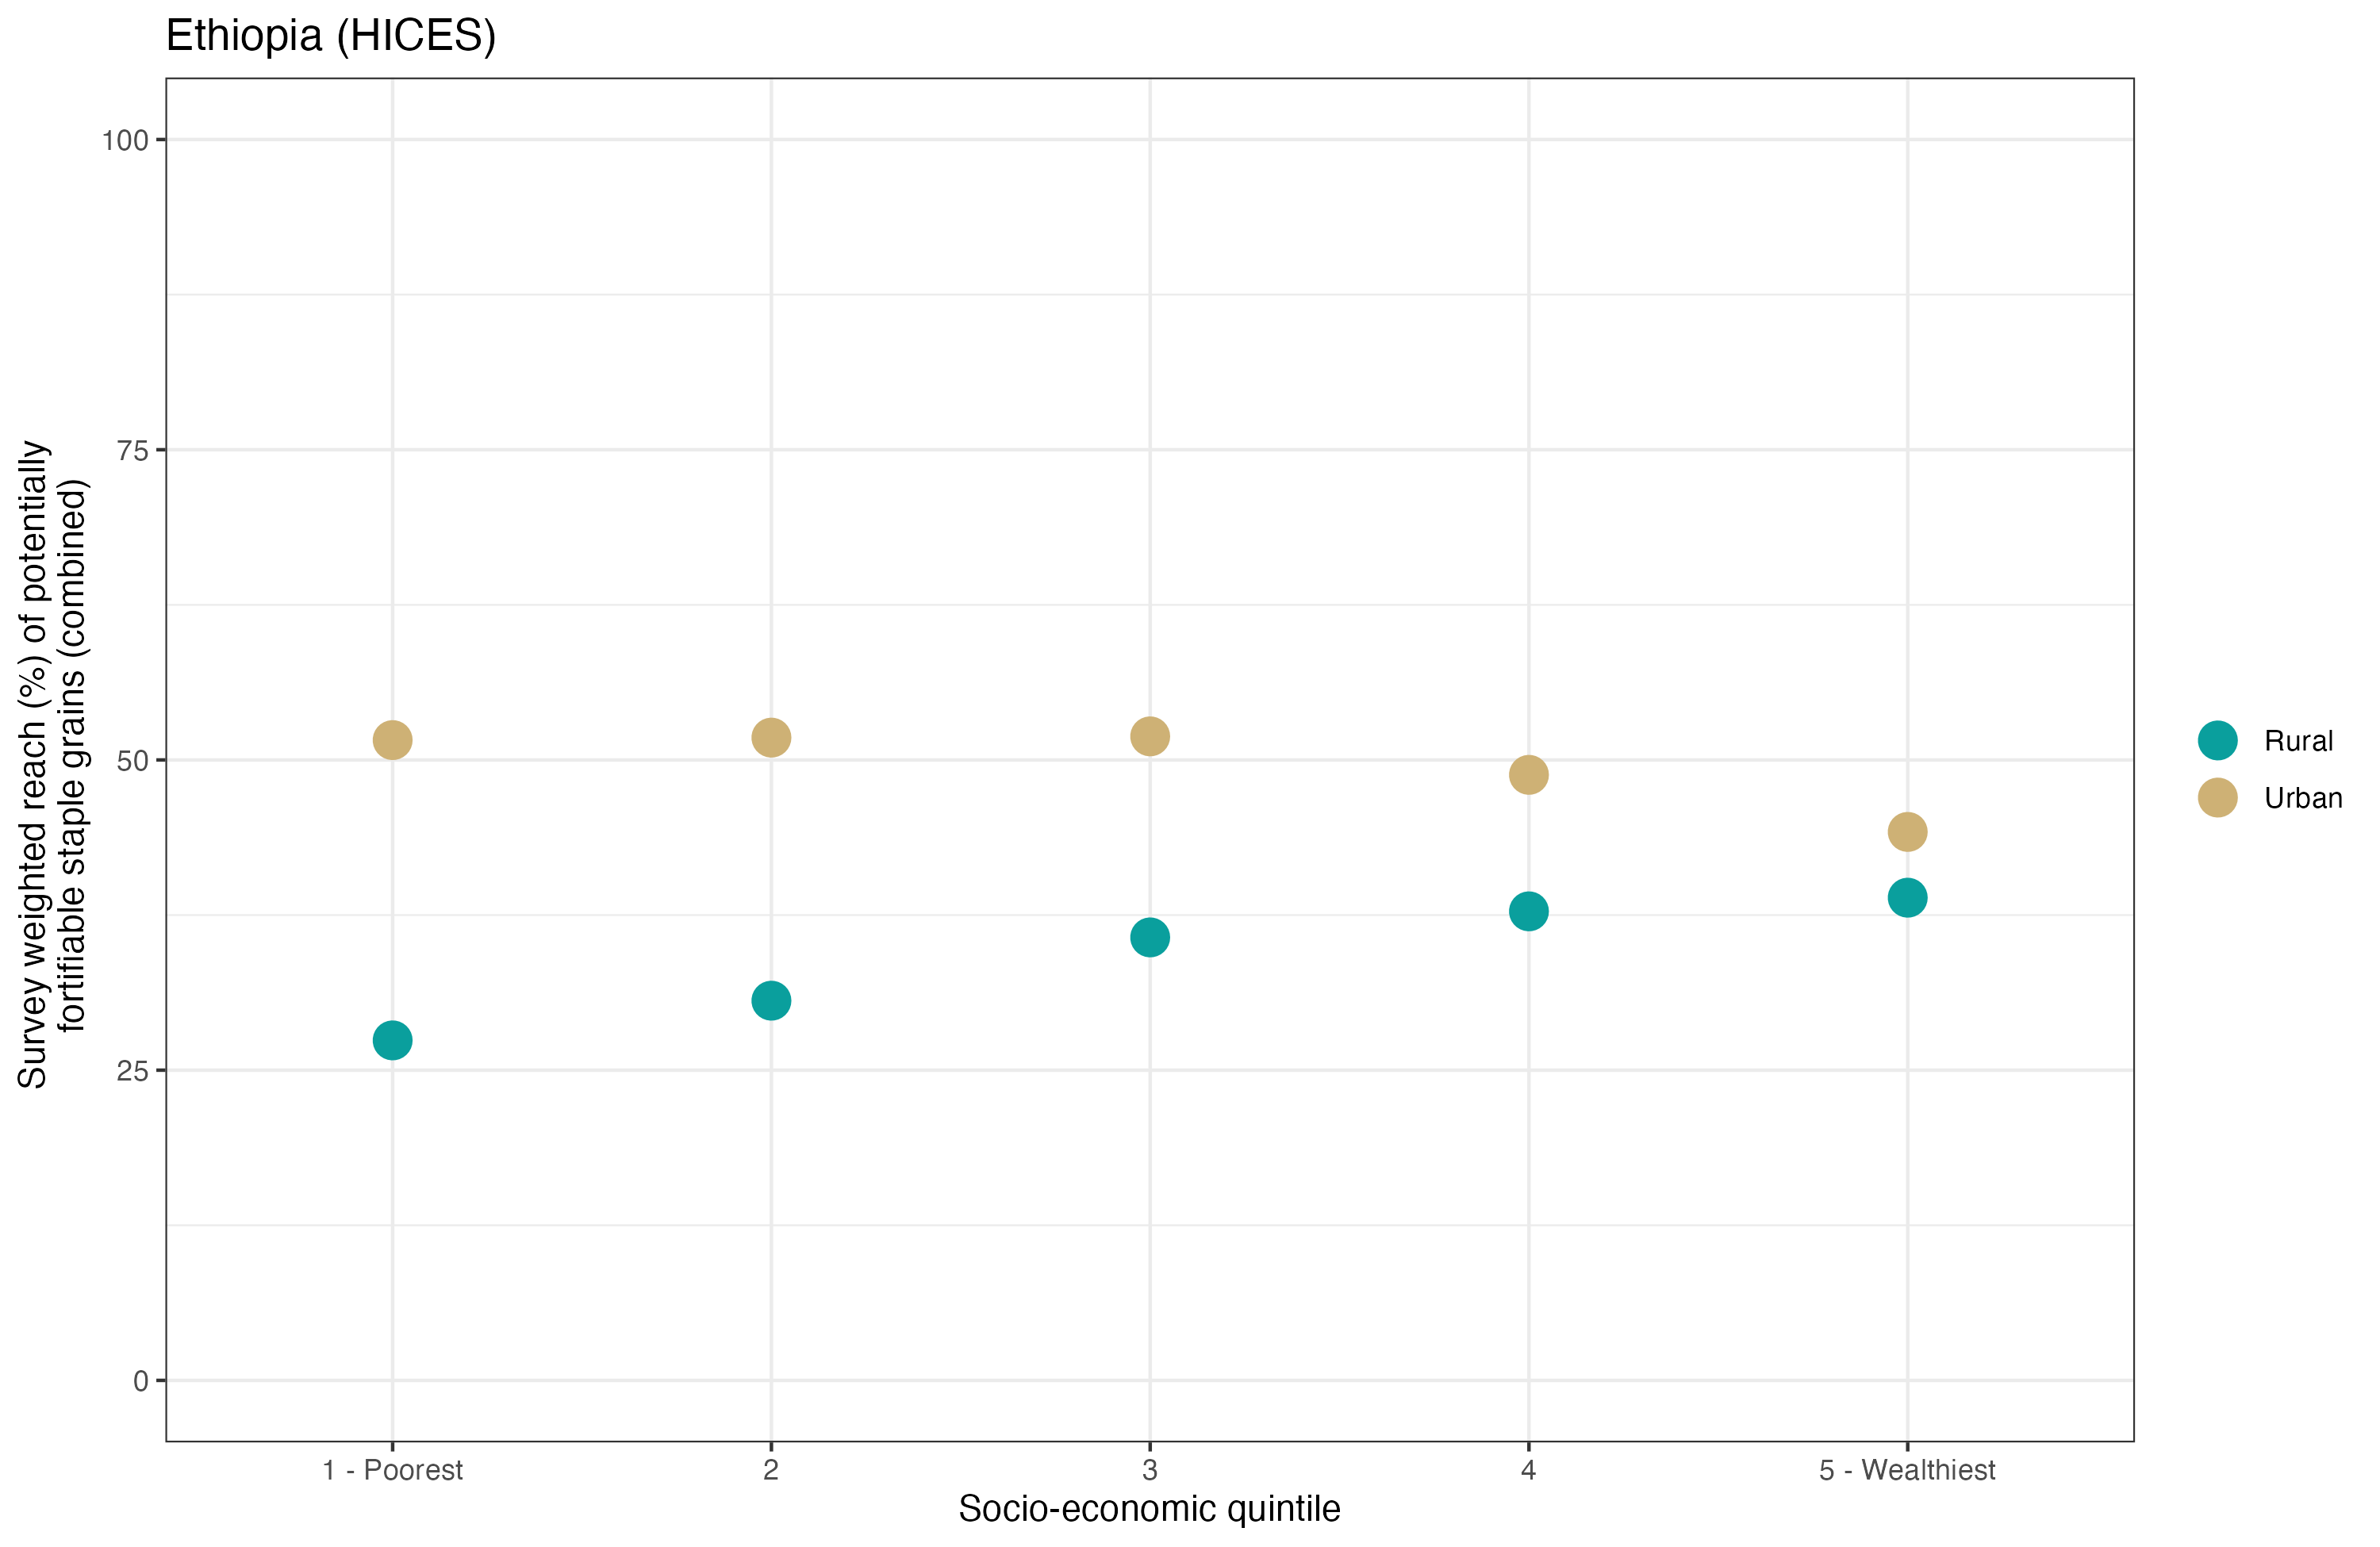 Ethiopia (HICES)
Survey weighted reach (%) of potentially
fortifiable staple grains (combined)
100
75
50
25
0
1 - Poorest
2
3
4
5 - Wealthiest
Socio-economic quintile
Rural
Urban